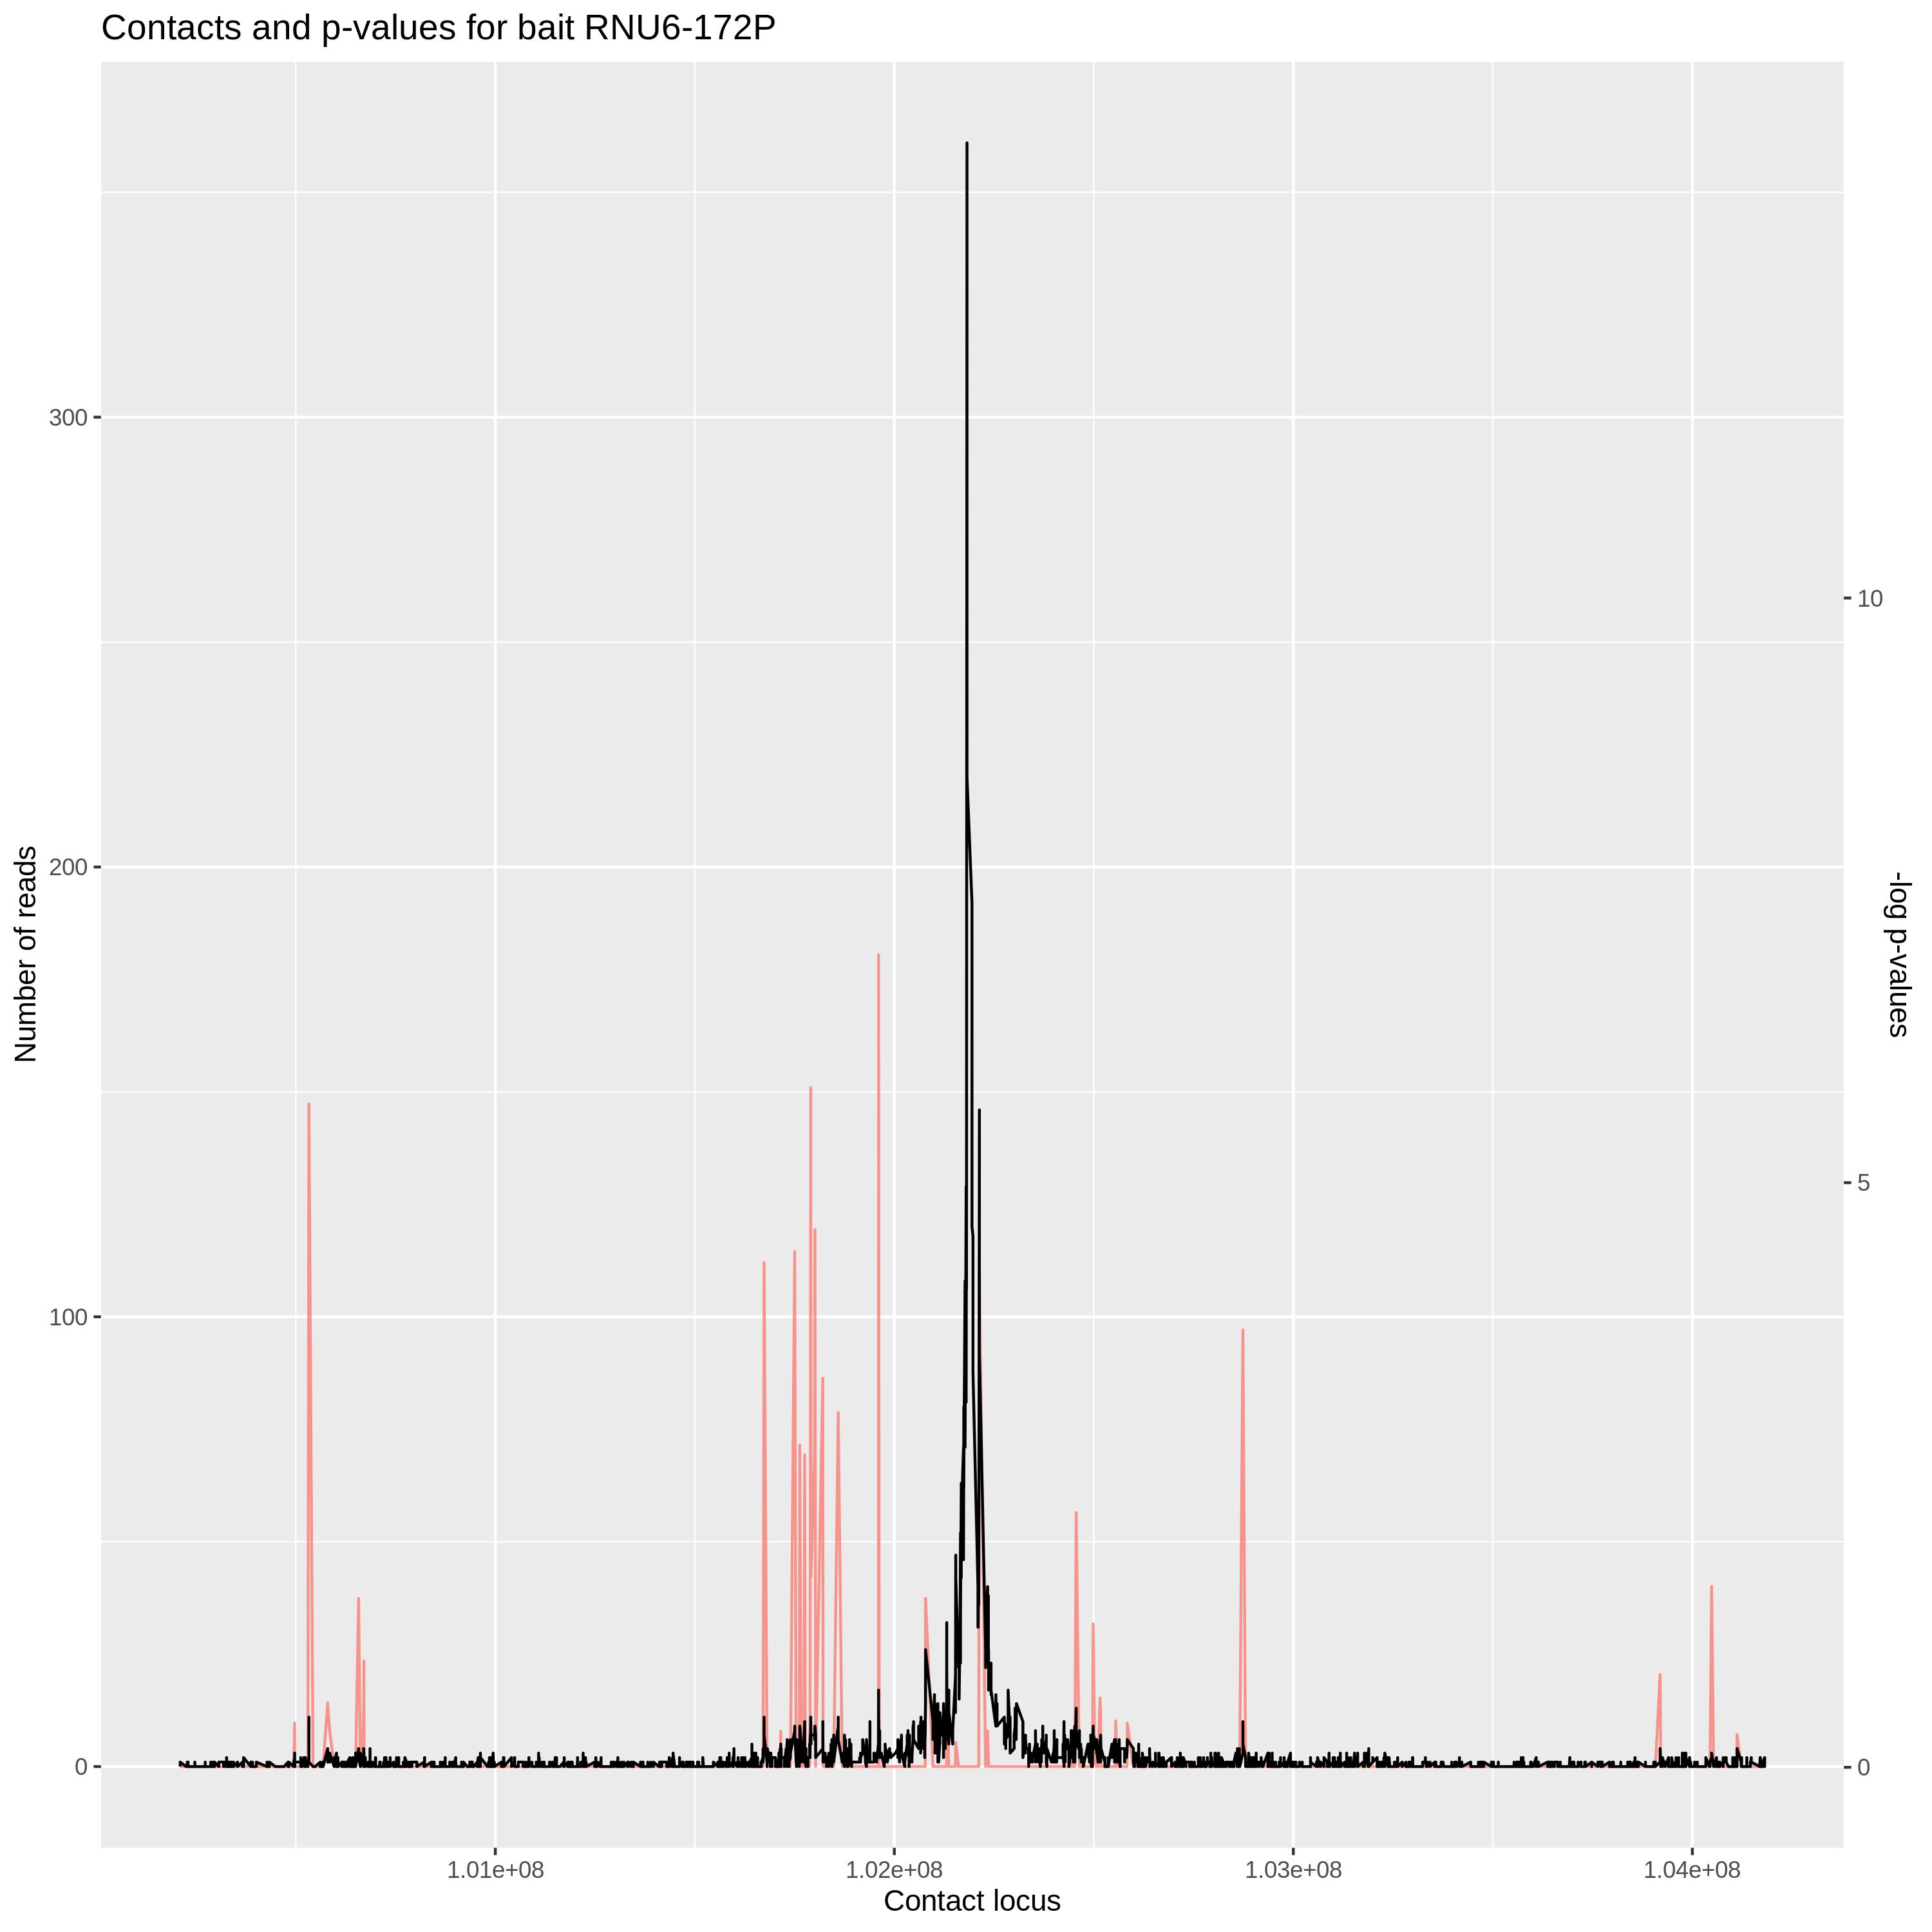 Contacts and p-values for bait RNU6-172P
300
200
100
0
Number of reads
10
5
0
-log p-values
1.01e+08
1.02e+08
1.03e+08
1.04e+08
Contact locus